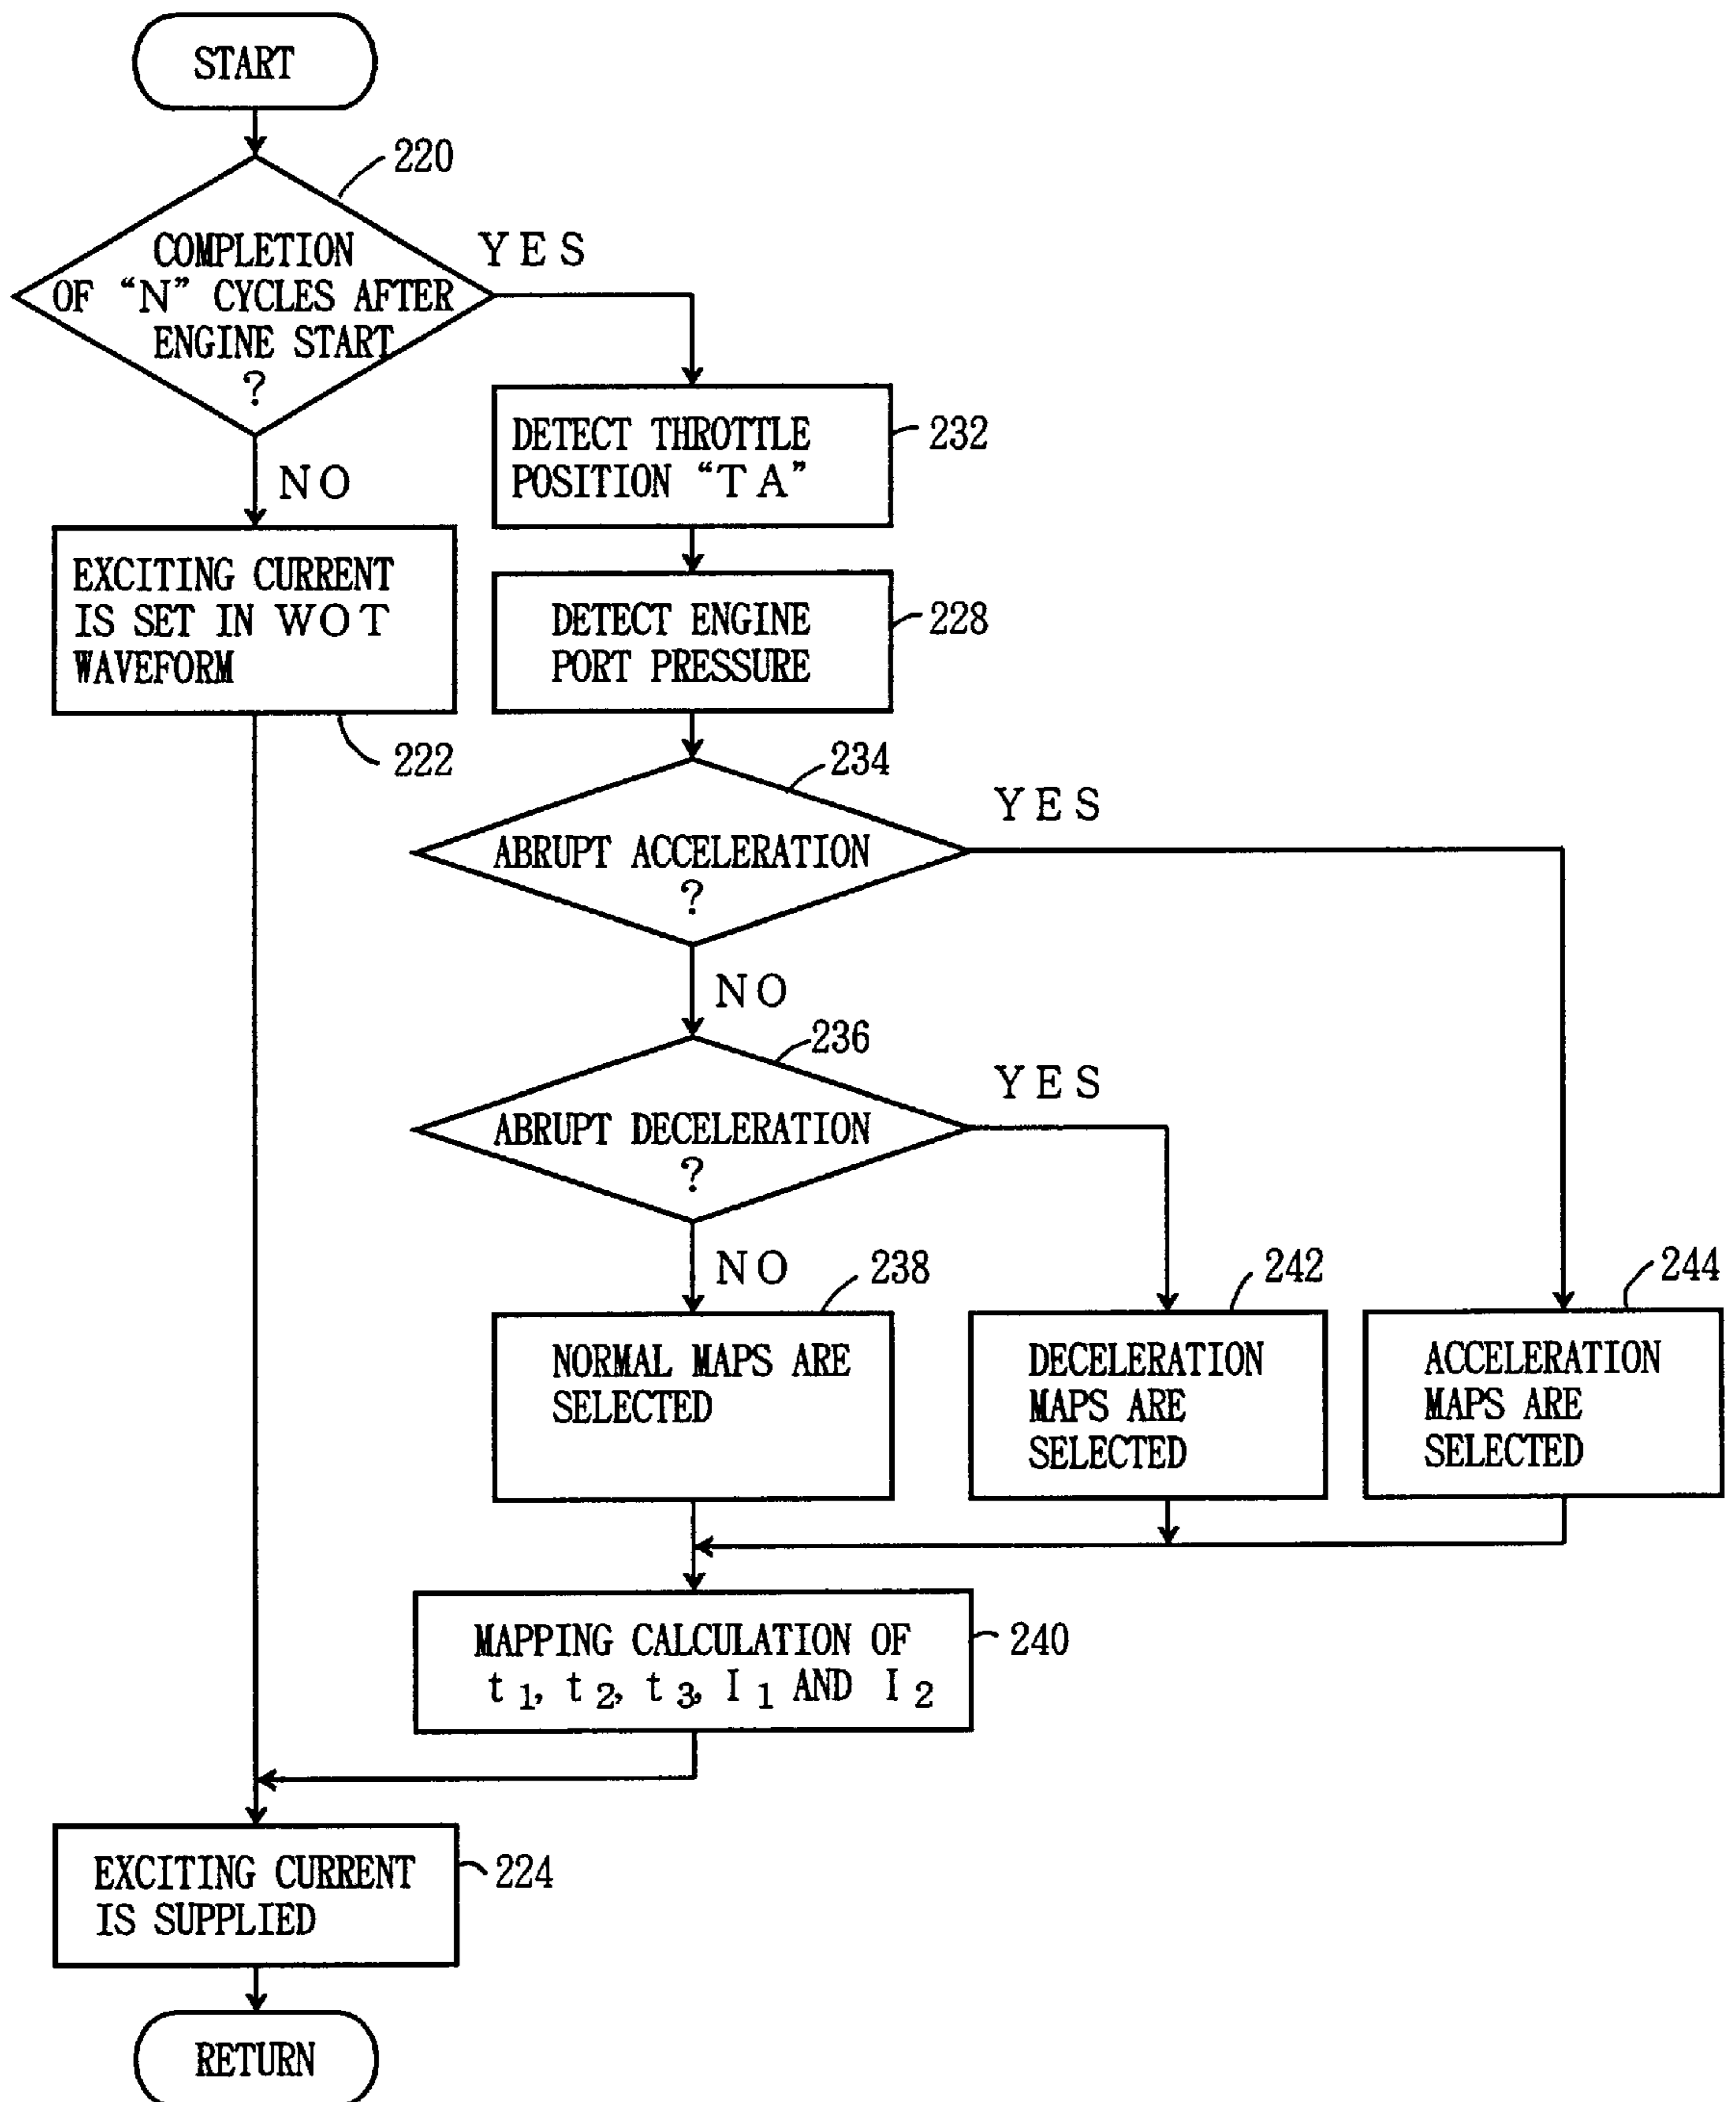 START
220
COMPLETION
OF “N” CYCLES AFTER
ENGINE START
?
YES
NO
DETECT THROTTLE
POSITION “TA”
232
EXCITING CURRENT
IS SET IN WOT
WAVEFORM
222
DETECT ENGINE
PORT PRESSURE
228
234
ABRUPT ACCELERATION
?
YES
NO
236
ABRUPT DECELERATION
?
YES
NO
238
NORMAL MAPS ARE
SELECTED
242
DECELERATION
MAPS ARE
SELECTED
244
ACCELERATION
MAPS ARE
SELECTED
MAPPING CALCULATION OF
t1, t2, t3, I1 AND I2
240
EXCITING CURRENT
IS SUPPLIED
224
RETURN